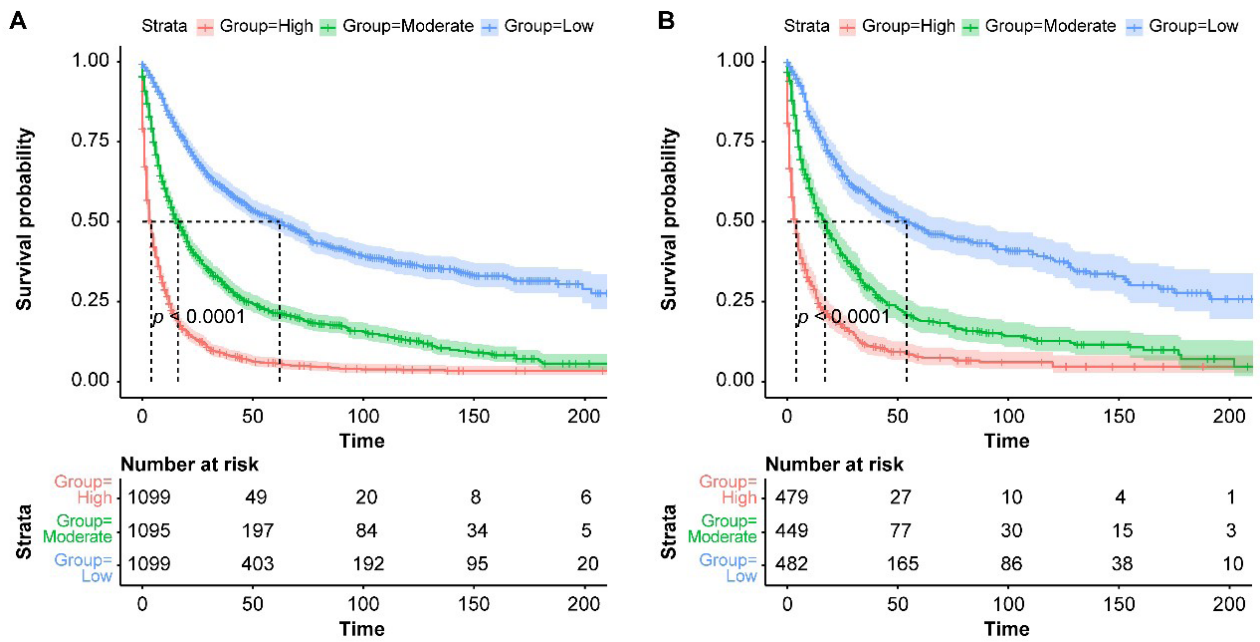 A
Strata Group=High Group=Moderate Group=Low
Survival probability
1.00
0.75
0.50
0.25
0.00
p < 0.0001
0 50 100 150 200
Time
Number at risk
Strata
Group=
High
1099 49 20 8 6
Group=
Moderate
1095 197 84 34 5
Group=
Low
1099 403 192 95 20
0 50 100 150 200
Time
B
Strata Group=High Group=Moderate Group=Low
Survival probability
1.00
0.75
0.50
0.25
0.00
p < 0.0001
0 50 100 150 200
Time
Number at risk
Strata
Group=
High
479 27 10 4 1
Group=
Moderate
449 77 30 15 3
Group=
Low
482 165 86 38 10
0 50 100 150 200
Time